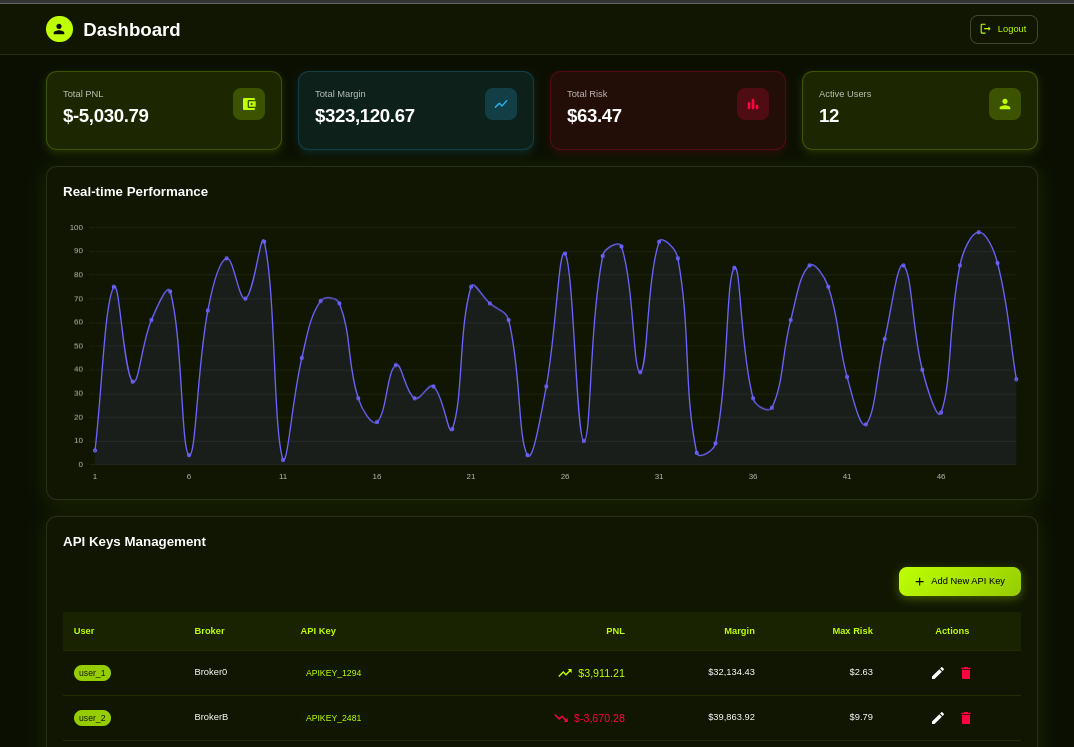 Dashboard
Logout
Total PNL
$-5,030.79
Total Margin
$323,120.67
Total Risk
$63.47
Active Users
12
Real-time Performance
100
90
80
70
60
50
40
30
20
10
0
1 6 11 16 21 26 31 36 41 46
API Keys Management
Add New API Key
User Broker API Key PNL Margin Max Risk Actions
user_1 Broker0 APIKEY_1294 $3,911.21 $32,134.43 $2.63
user_2 BrokerB APIKEY_2481 $-3,670.28 $39,863.92 $9.79